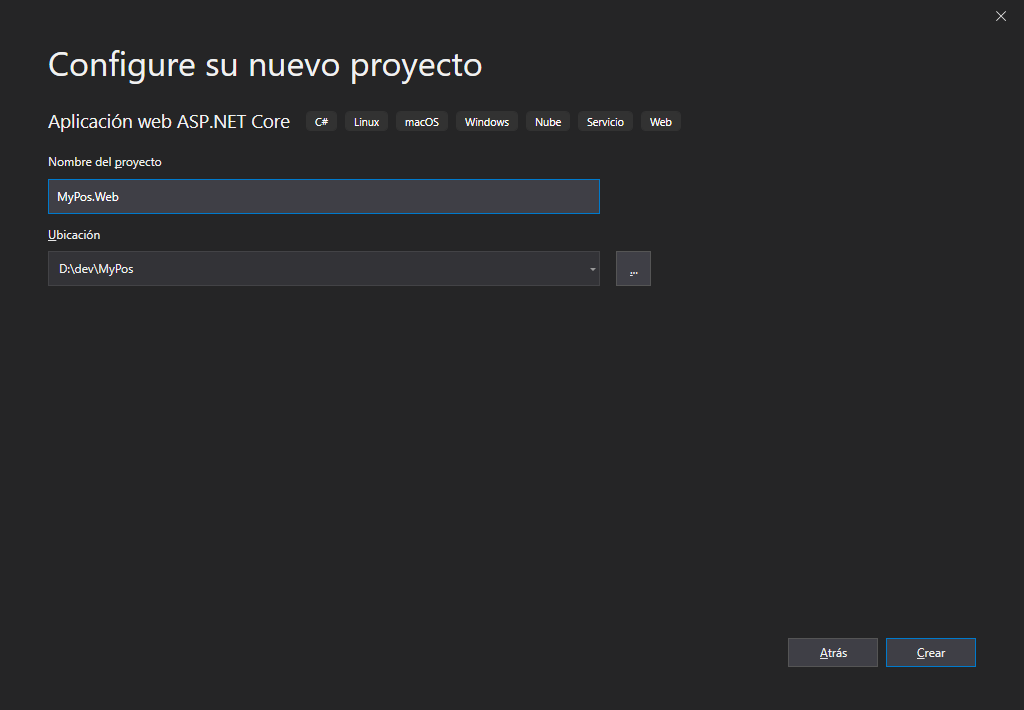 Configure su nuevo proyecto
Aplicación web ASP.NET Core C# Linux macOS Windows Nube Servicio Web
Nombre del proyecto
MyPos.Web
Ubicación
D:\dev\MyPos
...
Atrás Crear